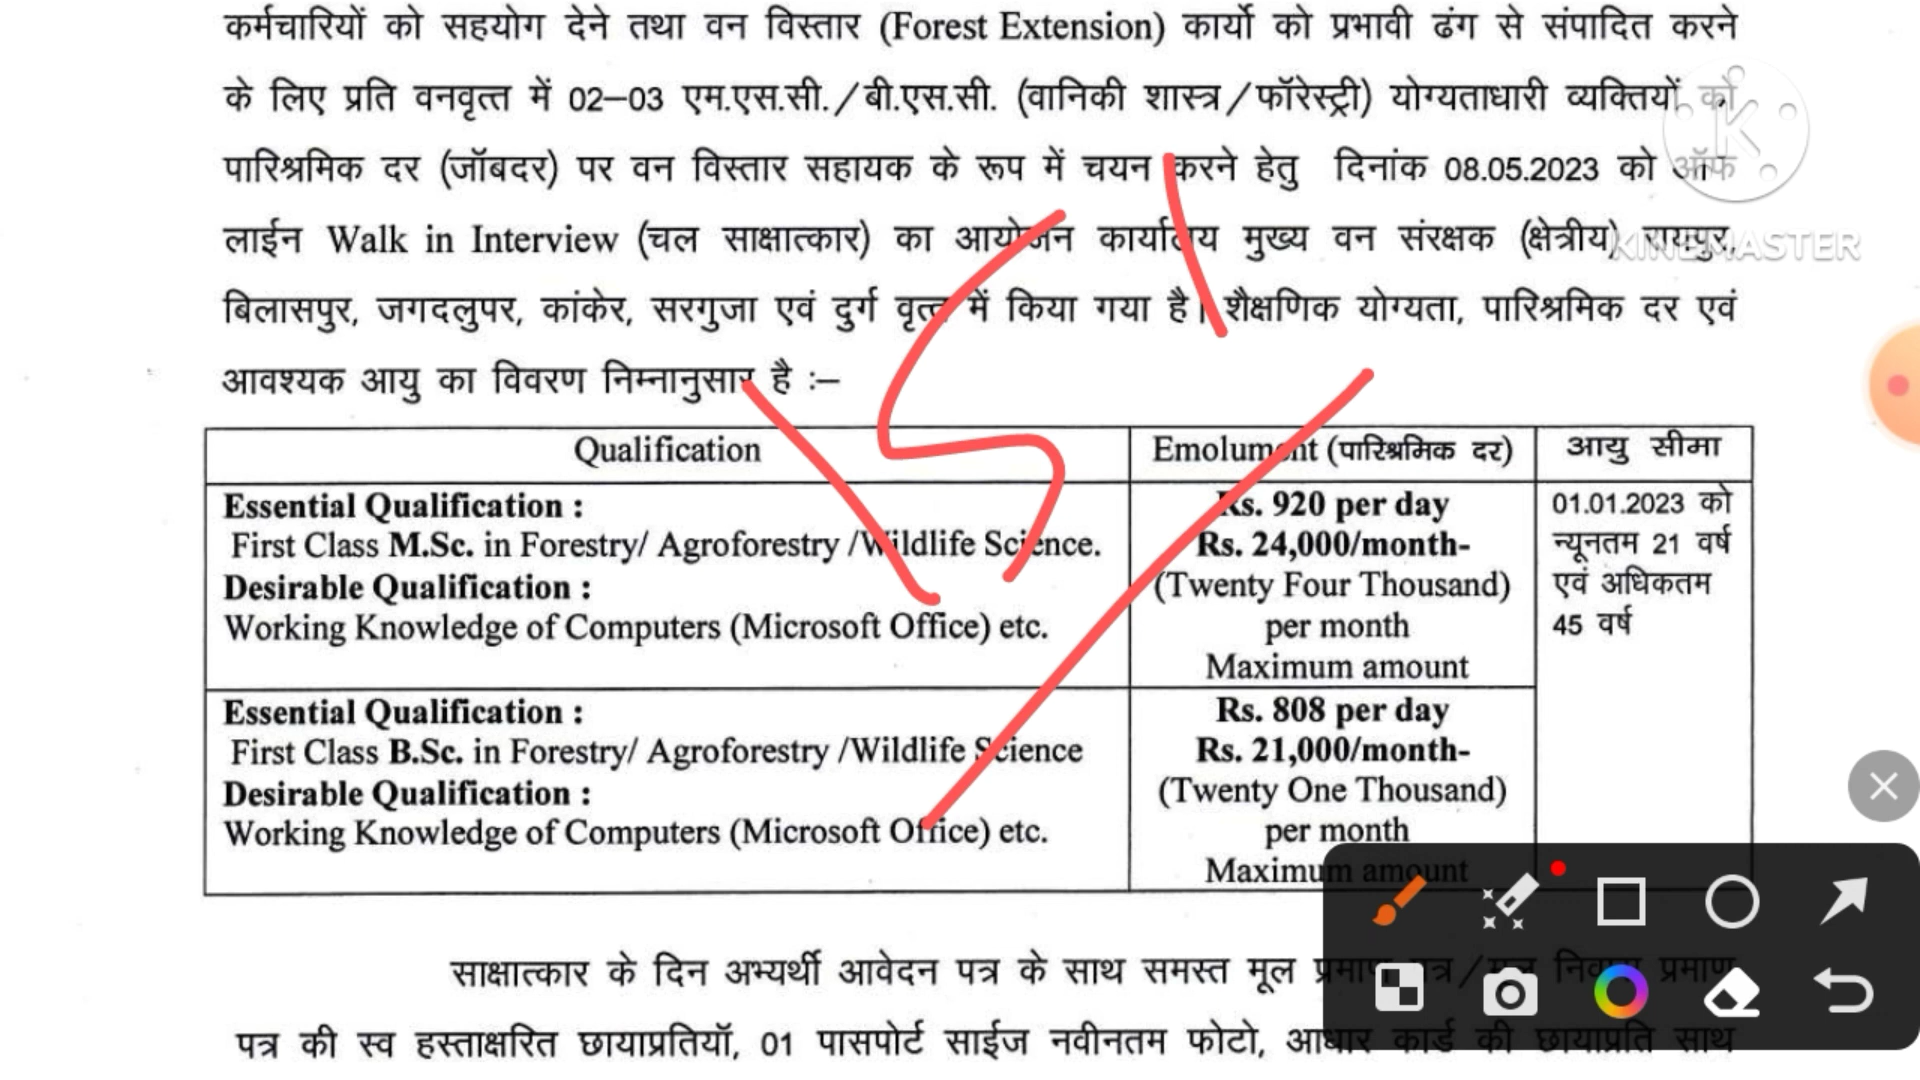 कर्मचारियों को सहयोग देने तथा वन विस्तार (Forest Extension) कार्यो को प्रभावी ढंग से संपादित करने
के लिए प्रति वनवृत्त में 02–03 एम.एस.सी./बी.एस.सी. (वानिकी शास्त्र/फॉरेस्ट्री) योग्यताधारी व्यक्तियों को
पारिश्रमिक दर (जॉबदर) पर वन विस्तार सहायक के रूप में चयन करने हेतु दिनांक 08.05.2023 को ऑफ
लाईन Walk in Interview (चल साक्षात्कार) का आयोजन कार्यालय मुख्य वन संरक्षक (क्षेत्रीय) रायपुर,
KINEMASTER
बिलासपुर, जगदलुपर, कांकेर, सरगुजा एवं दुर्ग वृत्त में किया गया है। शैक्षणिक योग्यता, पारिश्रमिक दर एवं
आवश्यक आयु का विवरण निम्नानुसार है :–
Qualification Emolument (पारिश्रमिक दर) आयु सीमा
Essential Qualification : Rs. 920 per day 01.01.2023 को
First Class M.Sc. in Forestry/ Agroforestry /Wildlife Science. Rs. 24,000/month- न्यूनतम 21 वर्ष
Desirable Qualification : (Twenty Four Thousand) एवं अधिकतम
Working Knowledge of Computers (Microsoft Office) etc. per month 45 वर्ष
Maximum amount
Essential Qualification : Rs. 808 per day
First Class B.Sc. in Forestry/ Agroforestry /Wildlife Science Rs. 21,000/month-
Desirable Qualification : (Twenty One Thousand)
Working Knowledge of Computers (Microsoft Office) etc. per month
Maximum amount
साक्षात्कार के दिन अभ्यर्थी आवेदन पत्र के साथ समस्त मूल प्रमाण पत्र/मूल निवास प्रमाण
पत्र की स्व हस्ताक्षरित छायाप्रतियॉ, 01 पासपोर्ट साईज नवीनतम फोटो, आधार कार्ड की छायाप्रति साथ